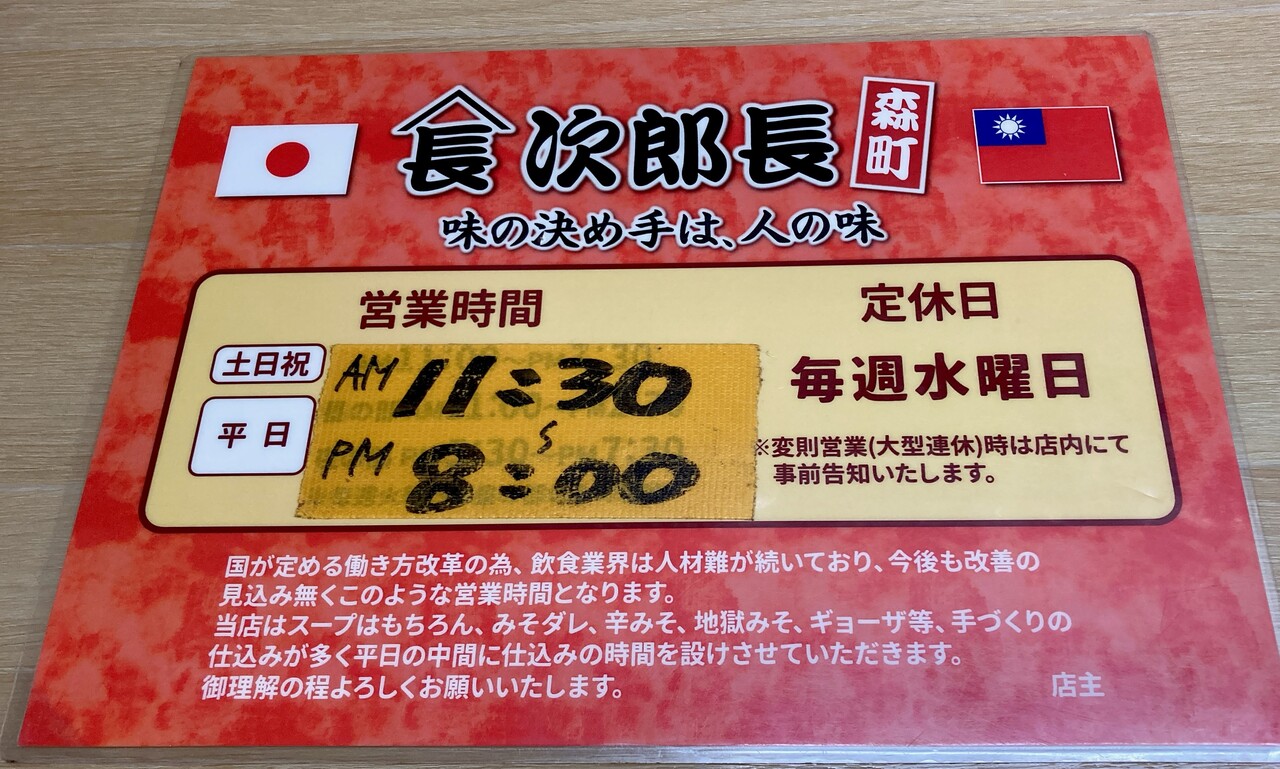 長 次郎長 森町
味の決め手は、人の味
営業時間
土日祝
平日
AM 11:30
S
PM 8:00
定休日
毎週水曜日
※変則営業(大型連休)時は店内にて
事前告知いたします。
国が定める働き方改革の為、飲食業界は人材難が続いており、今後も改善の
見込み無くこのような営業時間となります。
当店はスープはもちろん、みそダレ、辛みそ、地獄みそ、ギョーザ等、手づくりの
仕込みが多く平日の中間に仕込みの時間を設けさせていただきます。
御理解の程よろしくお願いいたします。
店主